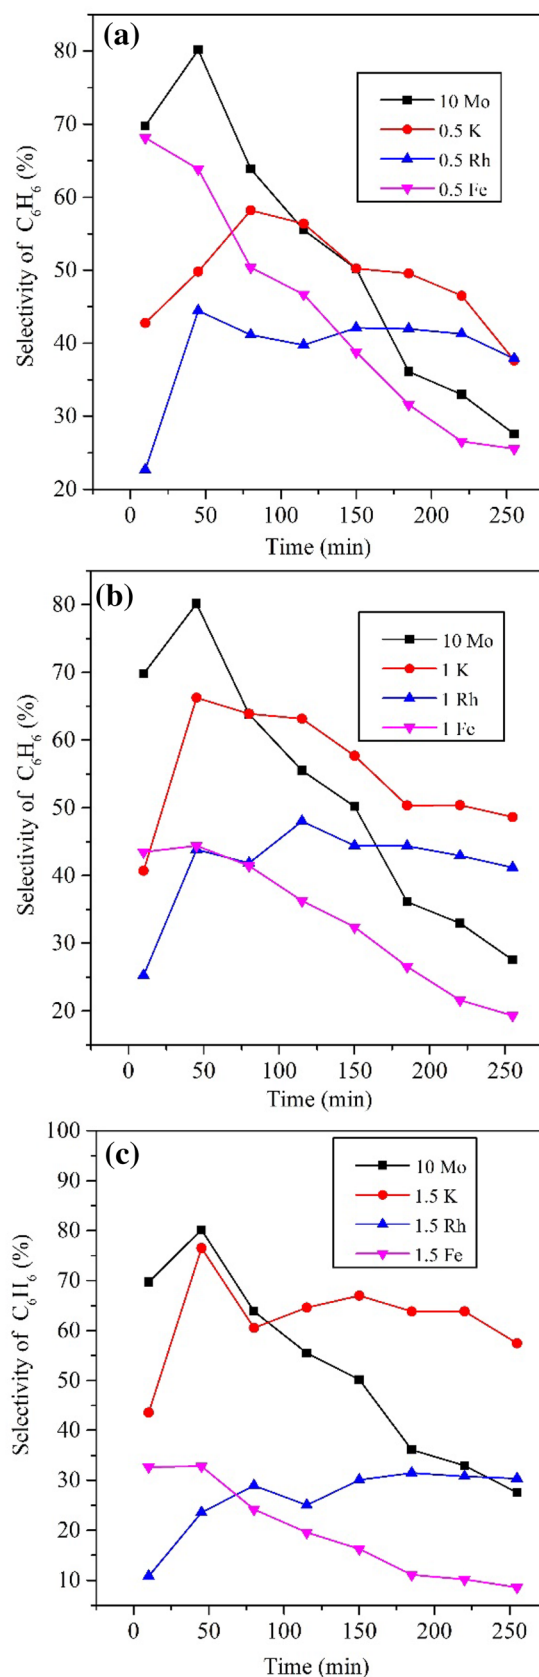 (a)
80
70
60
50
40
30
20
Selectivity of C₆H₆ (%)
10 Mo
0.5 K
0.5 Rh
0.5 Fe
0 50 100 150 200 250
Time (min)
(b)
80
70
60
50
40
30
20
Selectivity of C₆H₆ (%)
10 Mo
1 K
1 Rh
1 Fe
0 50 100 150 200 250
Time (min)
(c)
100
90
80
70
60
50
40
30
20
10
Selectivity of C₆H₆ (%)
10 Mo
1.5 K
1.5 Rh
1.5 Fe
0 50 100 150 200 250
Time (min)